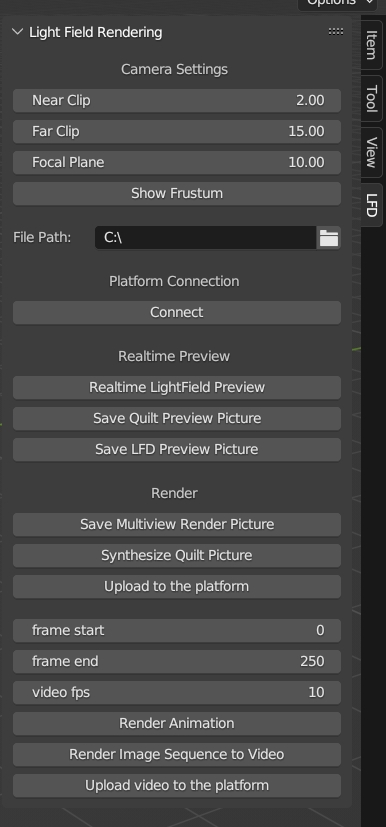 Options
Light Field Rendering
Camera Settings
Near Clip 2.00
Far Clip 15.00
Focal Plane 10.00
Show Frustum
File Path: C:\
Platform Connection
Connect
Realtime Preview
Realtime LightField Preview
Save Quilt Preview Picture
Save LFD Preview Picture
Render
Save Multiview Render Picture
Synthesize Quilt Picture
Upload to the platform
frame start 0
frame end 250
video fps 10
Render Animation
Render Image Sequence to Video
Upload video to the platform
Item
Tool
View
LFD